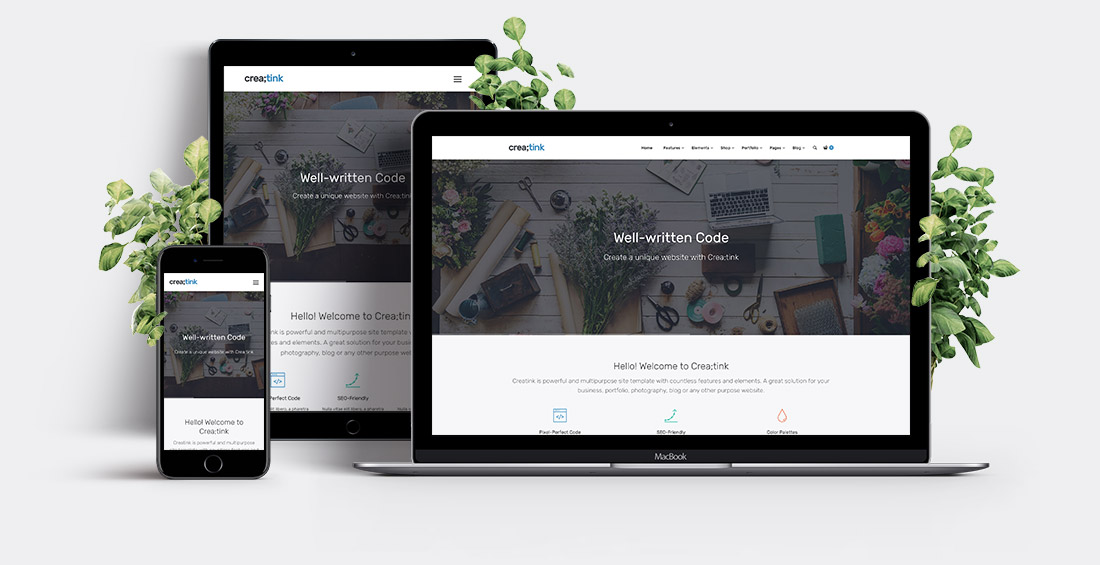 crea;tink
Well-written Code
Create a unique website with Crea;tink
Hello! Welcome to Crea;tink
ink is powerful and multipurpose site template w
es and elements. A great solution for your busi
photography, blog or any other purpose we
Perfect Code
SEO-Friendly
crea;tink
Home Features Elements Shop Portfolio Pages Blog
Well-written Code
Create a unique website with Crea;tink
Hello! Welcome to Crea;tink
Creatink is powerful and multipurpose site template with countless features and elements. A great solution for your
business, portfolio, photography, blog or any other purpose website.
Pixel-Perfect Code
SEO-Friendly
Color Palettes
MacBook
crea;tink
Well-written Code
Create a unique website with Crea;tink
Hello! Welcome to
Crea;tink
Creatink is powerful and multipurpose